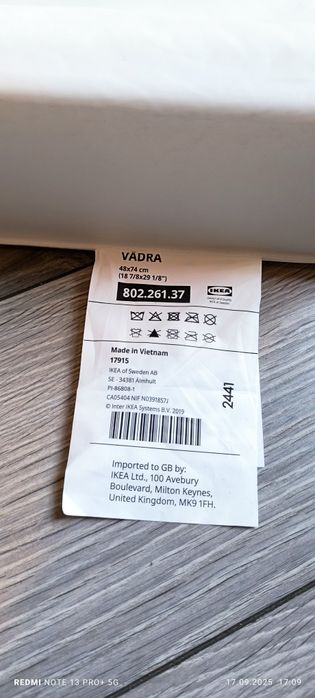 VÄDRA
48x74 cm
(18 7/8x29 1/8")
802.261.37
IKEA
Made in Vietnam
17915
IKEA of Sweden AB
SE - 34381 Älmhult
PI-86808-1
CA05404 NIF N0391857J
© Inter IKEA Systems B.V. 2019
2441
Imported to GB by:
IKEA Ltd., 100 Avebury
Boulevard, Milton Keynes,
United Kingdom, MK9 1FH.
REDMI NOTE 13 PRO+ 5G
17.09.2025 17:09